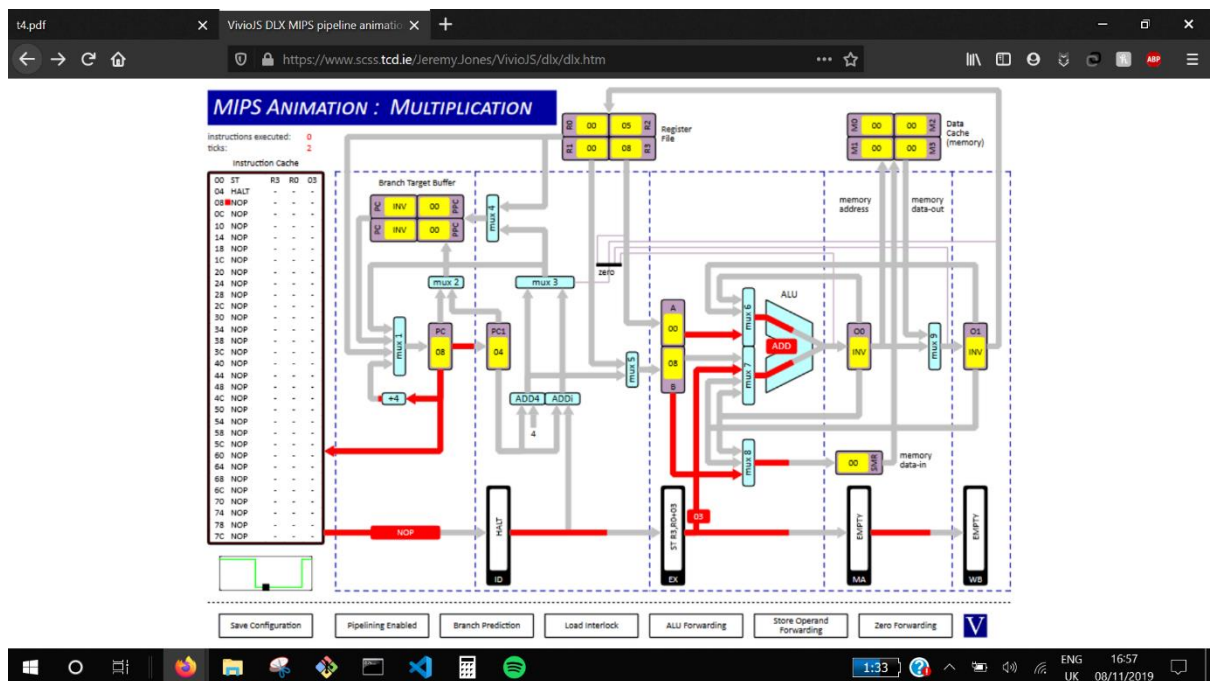 t4.pdf
VivioJS DLX MIPS pipeline animatio
https://www.scss.tcd.ie/Jeremy.Jones/VivioJS/dlx/dlx.htm
ABP
MIPS ANIMATION : MULTIPLICATION
instructions executed: 0
ticks: 2
Instruction Cache
00 ST R3 R0 03
04 HALT - - -
08 NOP - - -
0C NOP - - -
10 NOP - - -
14 NOP - - -
18 NOP - - -
1C NOP - - -
20 NOP - - -
24 NOP - - -
28 NOP - - -
2C NOP - - -
30 NOP - - -
34 NOP - - -
38 NOP - - -
3C NOP - - -
40 NOP - - -
44 NOP - - -
48 NOP - - -
4C NOP - - -
50 NOP - - -
54 NOP - - -
58 NOP - - -
5C NOP - - -
60 NOP - - -
64 NOP - - -
68 NOP - - -
6C NOP - - -
70 NOP - - -
74 NOP - - -
78 NOP - - -
7C NOP - - -
R0 00 05 R2
R1 00 08 R3
Register
File
M0 00 00 M2
M1 00 00 M3
Data
Cache
(memory)
Branch Target Buffer
PC INV 00 PPC
PC INV 00 PPC
mux 4
memory
address
memory
data-out
zero
mux 2
mux 3
mux 1
PC
08
PC1
04
+4
ADD4 ADDi
4
mux 5
A
00
08
B
mux 6
mux 7
ALU
ADD
O0
INV
mux 9
O1
INV
mux 8
00 SMR
memory
data-in
NOP
HALT
ID
ST R3,R0+03
EX
03
EMPTY
MA
EMPTY
WB
Save Configuration
Pipelining Enabled
Branch Prediction
Load Interlock
ALU Forwarding
Store Operand
Forwarding
Zero Forwarding
V
1:33
ENG
UK
16:57
08/11/2019